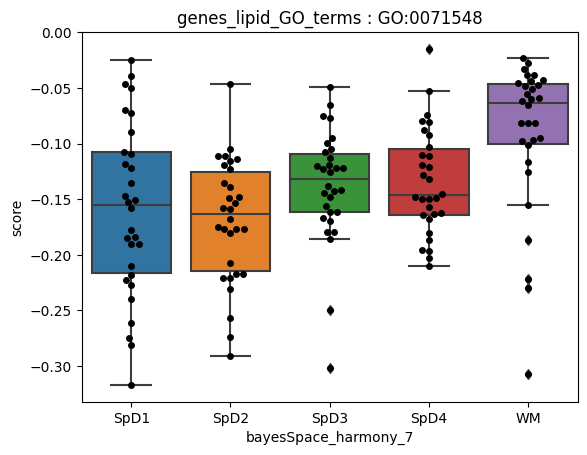 genes_lipid_GO_terms : GO:0071548
0.00
−0.05
−0.10
−0.15
−0.20
−0.25
−0.30
score
SpD1 SpD2 SpD3 SpD4 WM
bayesSpace_harmony_7